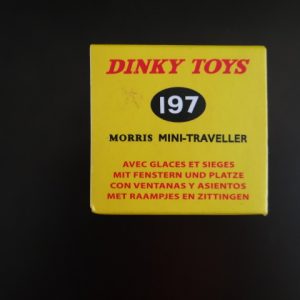 DINKY TOYS
197
MORRIS MINI-TRAVELLER
AVEC GLACES ET SIEGES
MIT FENSTERN UND PLATZE
CON VENTANAS Y ASIENTOS
MET RAAMPJES EN ZITTINGEN